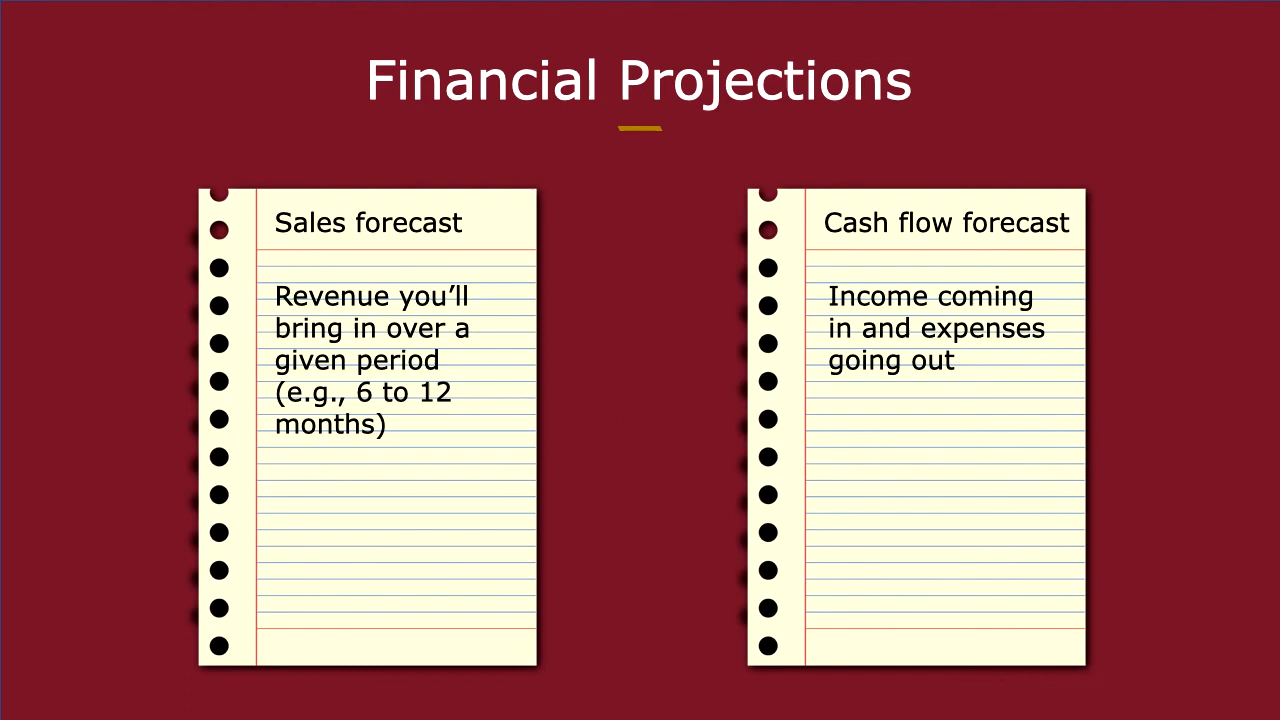 Financial Projections
Sales forecast
Revenue you’ll
bring in over a
given period
(e.g., 6 to 12
months)
Cash flow forecast
Income coming
in and expenses
going out